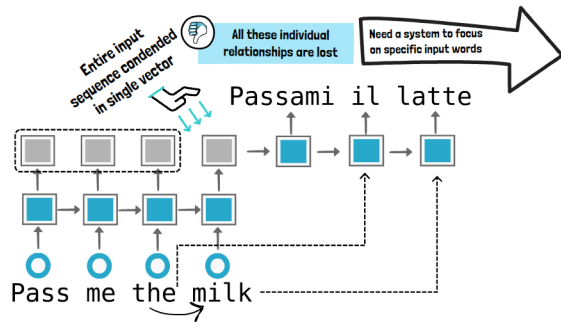 Entire input
sequence condended
in single vector
All these individual
relationships are lost
Need a system to focus
on specific input words
Passami il latte
Pass me the milk